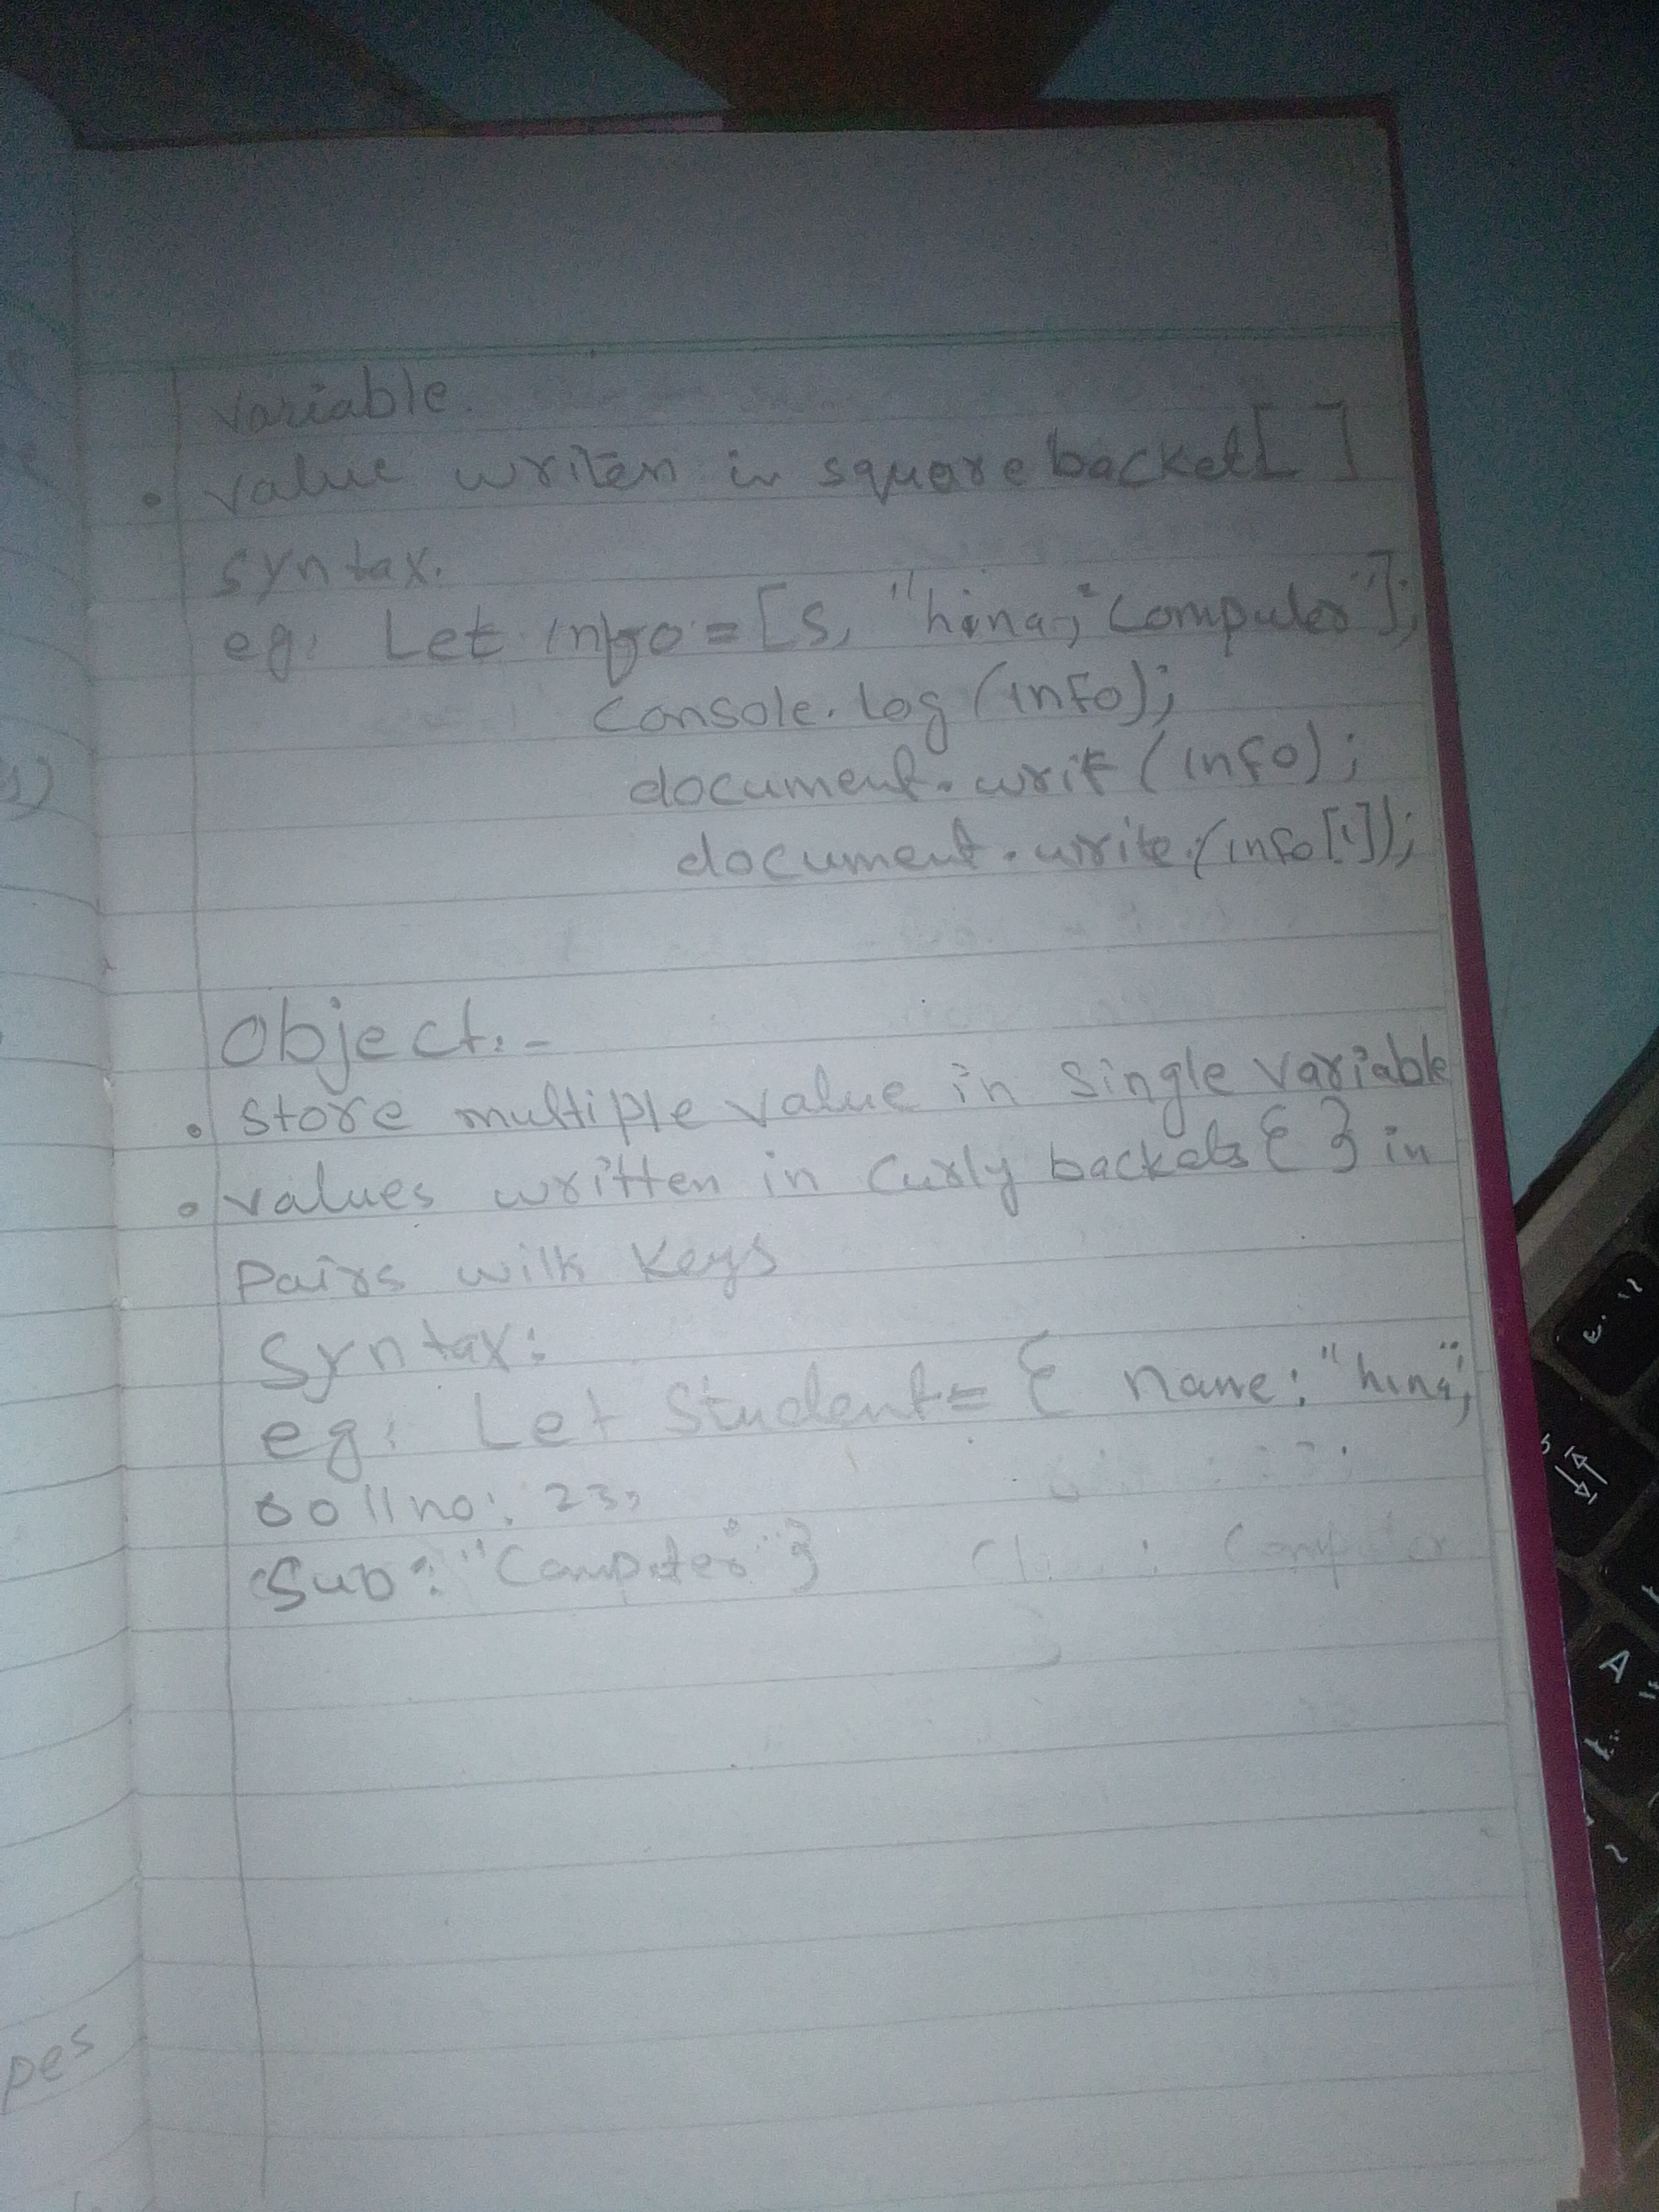 variable.
• value writen in square backet[ ]
syntax.
eg: Let info = [5, "hina", "Computer"];
Console.log (info);
document.writ (info);
document.write (info[1]);
Object:-
• Store multiple value in Single variable
• values written in Curly backets { } in
Pairs with keys
Syntax:
eg: Let Student = { name: "hina",
rollno: 23,
Sub: "Computer" }
pes